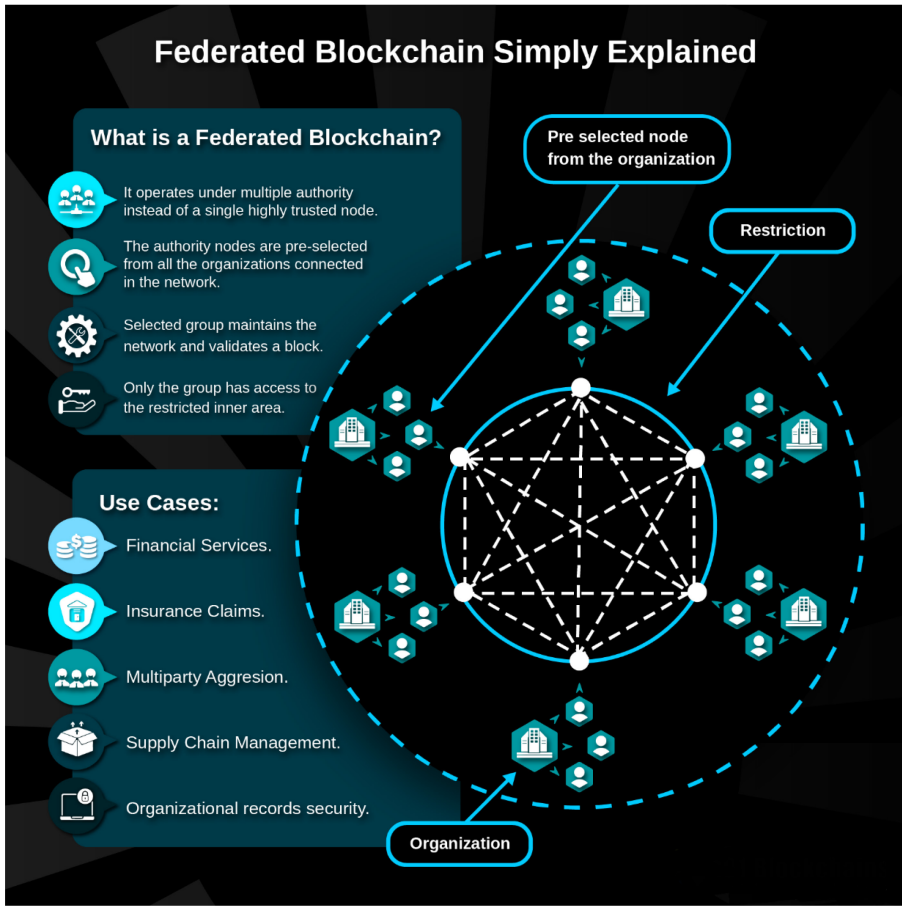 Federated Blockchain Simply Explained
What is a Federated Blockchain?
It operates under multiple authority
instead of a single highly trusted node.
The authority nodes are pre-selected
from all the organizations connected
in the network.
Selected group maintains the
network and validates a block.
Only the group has access to
the restricted inner area.
Use Cases:
Financial Services.
Insurance Claims.
Multiparty Aggresion.
Supply Chain Management.
Organizational records security.
Pre selected node
from the organization
Restriction
Organization